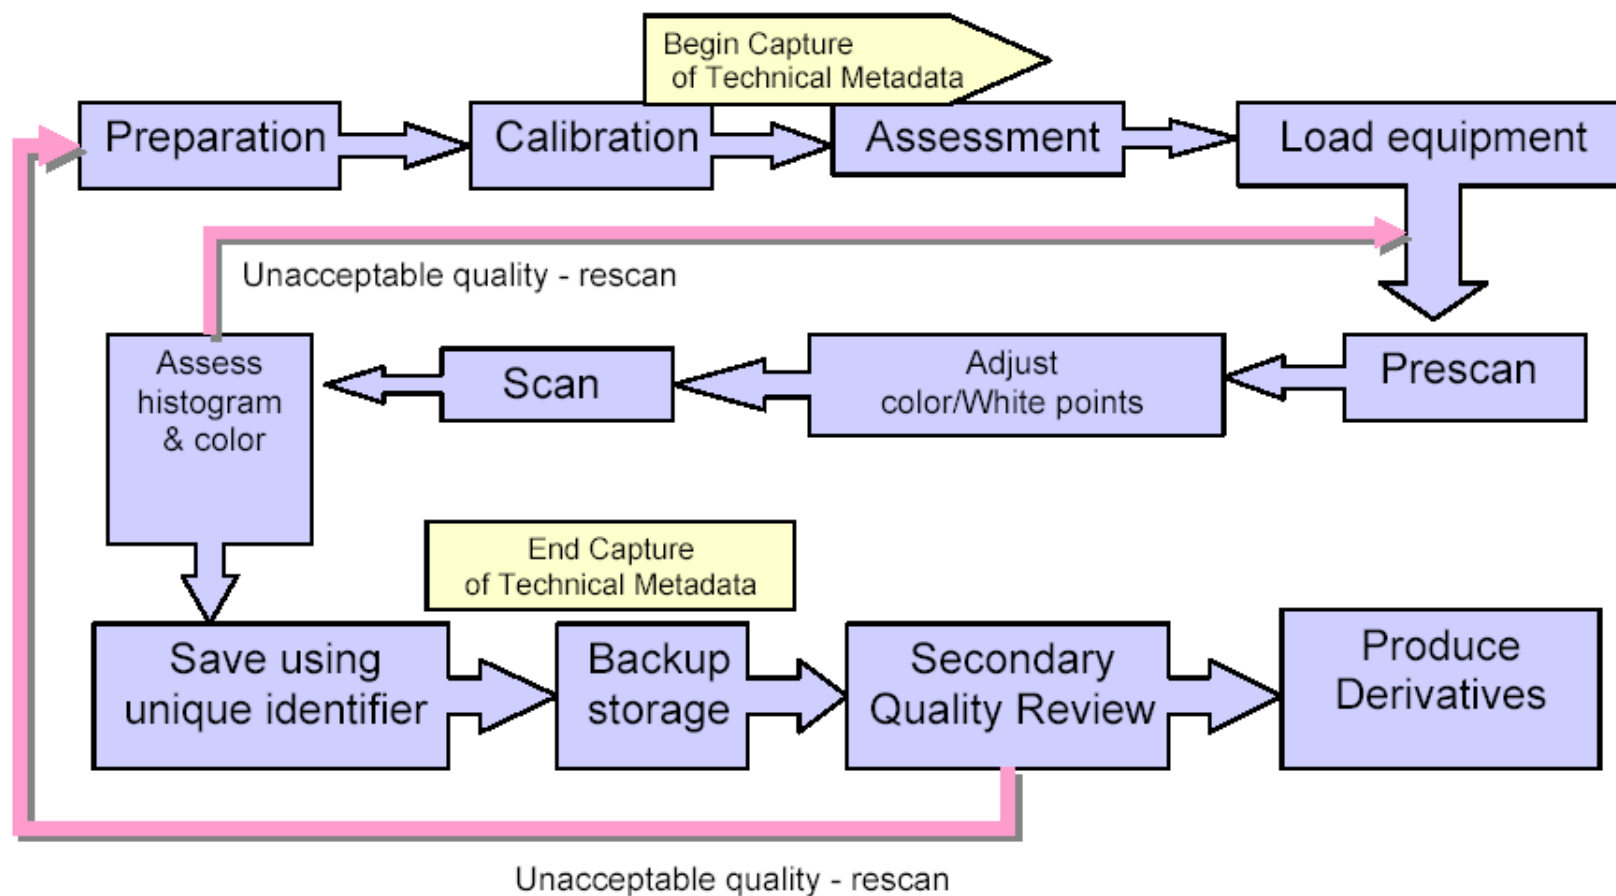 Begin Capture
of Technical Metadata
Preparation
Calibration
Assessment
Load equipment
Unacceptable quality - rescan
Assess
histogram
& color
Scan
Adjust
color/White points
Prescan
End Capture
of Technical Metadata
Save using
unique identifier
Backup
storage
Secondary
Quality Review
Produce
Derivatives
Unacceptable quality - rescan